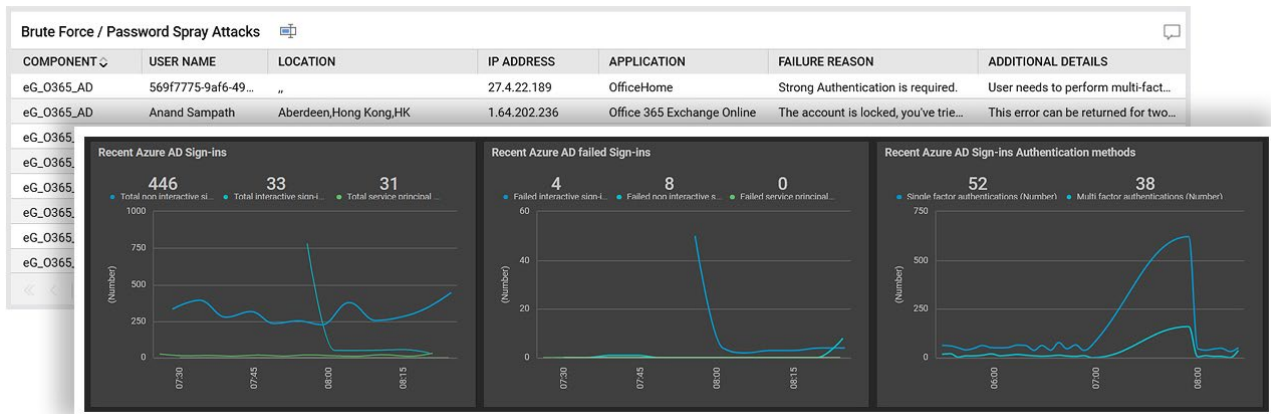 Brute Force / Password Spray Attacks
COMPONENT USER NAME LOCATION IP ADDRESS APPLICATION FAILURE REASON ADDITIONAL DETAILS
eG_O365_AD 569f7775-9af6-49... ,, 27.4.22.189 OfficeHome Strong Authentication is required. User needs to perform multi-fact...
eG_O365_AD Anand Sampath Aberdeen,Hong Kong,HK 1.64.202.236 Office 365 Exchange Online The account is locked, you've trie... This error can be returned for two...
eG_O365_
eG_O365_
eG_O365_
eG_O365_
eG_O365_
eG_O365_
Recent Azure AD Sign-ins
446 33 31
Total non interactive si... Total interactive sign-i... Total service principal ...
1000
750
500
250
0
(Number)
07:30 07:45 08:00 08:15
Recent Azure AD failed Sign-ins
4 8 0
Failed interactive sign-i... Failed non interactive s... Failed service principal...
60
40
20
0
(Number)
07:30 07:45 08:00 08:15
Recent Azure AD Sign-ins Authentication methods
52 38
Single factor authentications (Number) Multi factor authentications (Number)
750
500
250
0
(Number)
06:00 07:00 08:00